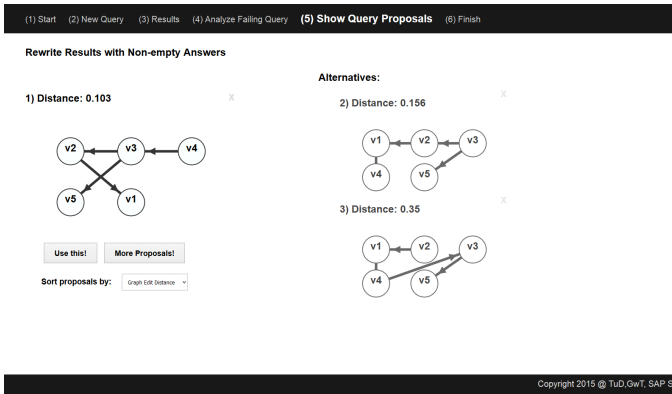 (1) Start (2) New Query (3) Results (4) Analyze Failing Query (5) Show Query Proposals (6) Finish
Rewrite Results with Non-empty Answers
1) Distance: 0.103 X
v2 v3 v4
v5 v1
Use this! More Proposals!
Sort proposals by: Graph Edit Distance
Alternatives:
2) Distance: 0.156 X
v1 v2 v3
v4 v5
3) Distance: 0.35 X
v1 v2 v3
v4 v5
Copyright 2015 @ TuD,GwT, SAP S